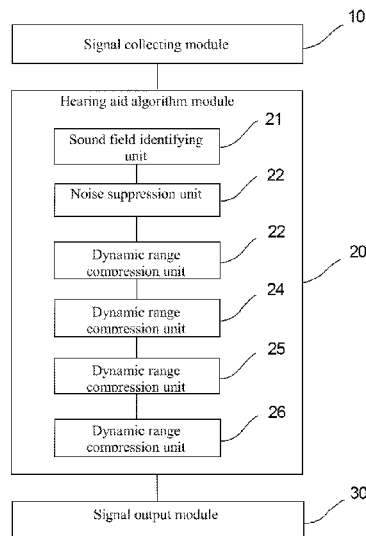 Signal collecting module
10
Hearing aid algorithm module
21
Sound field identifying
unit
22
Noise suppression unit
22
Dynamic range
compression unit
20
24
Dynamic range
compression unit
25
Dynamic range
compression unit
26
Dynamic range
compression unit
30
Signal output module